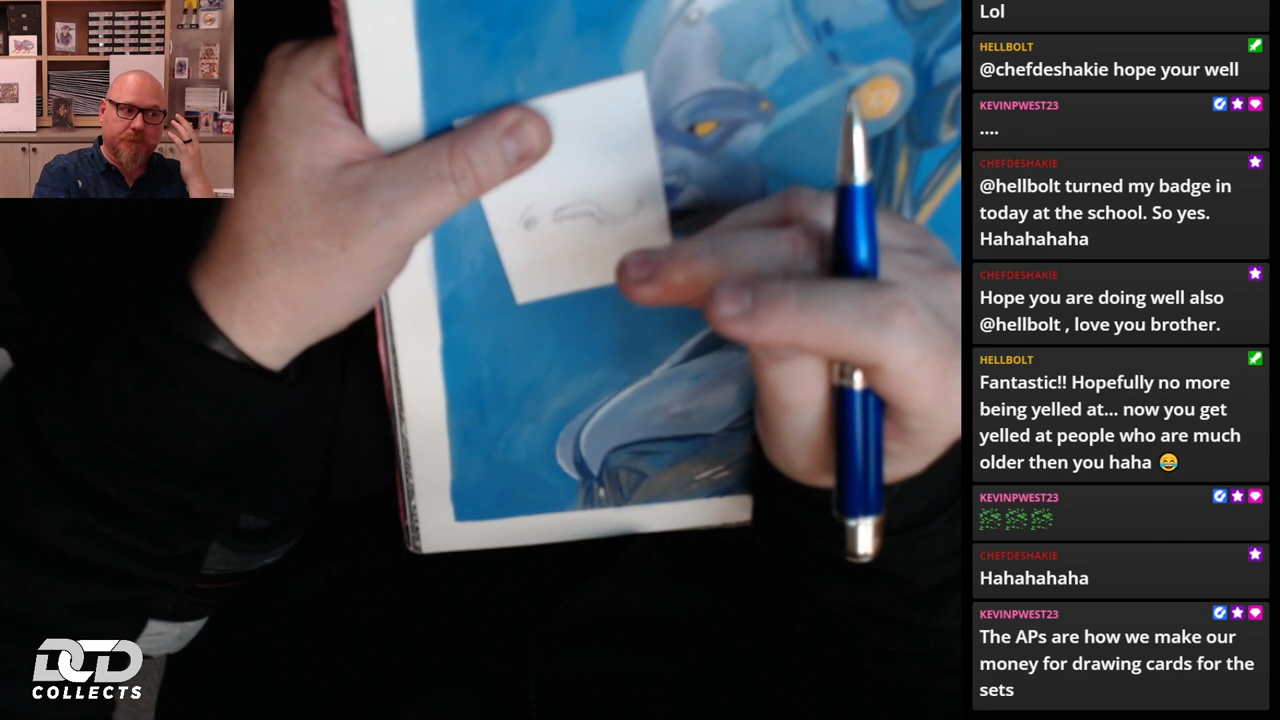 DCD
COLLECTS
Lol
HELLBOLT
@chefdeshakie hope your well
KEVINPWEST23
....
CHEFDESHAKIE
@hellbolt turned my badge in
today at the school. So yes.
Hahahahaha
CHEFDESHAKIE
Hope you are doing well also
@hellbolt , love you brother.
HELLBOLT
Fantastic!! Hopefully no more
being yelled at... now you get
yelled at people who are much
older then you haha 😂
KEVINPWEST23
CHEFDESHAKIE
Hahahahaha
KEVINPWEST23
The APs are how we make our
money for drawing cards for the
sets